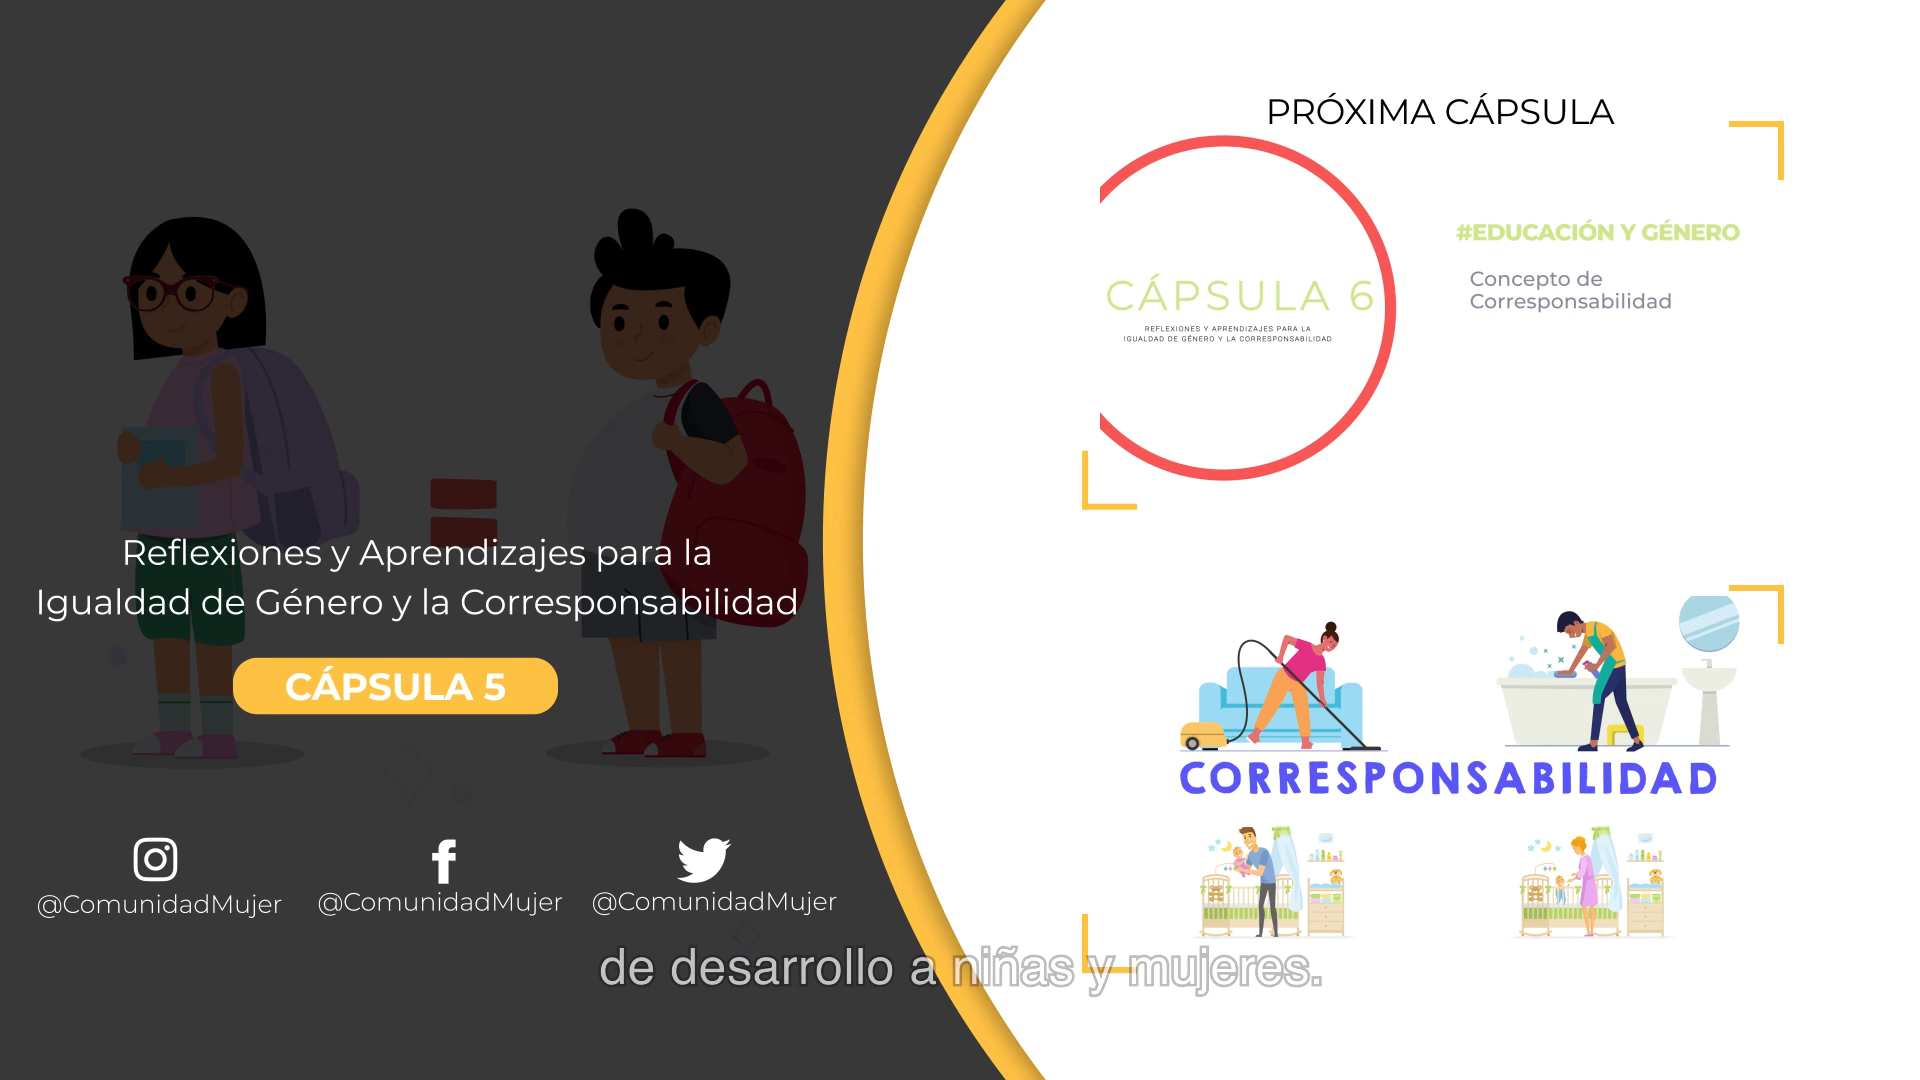 Reflexiones y Aprendizajes para la
Igualdad de Género y la Corresponsabilidad
CÁPSULA 5
@ComunidadMujer
@ComunidadMujer
@ComunidadMujer
PRÓXIMA CÁPSULA
CÁPSULA 6
REFLEXIONES Y APRENDIZAJES PARA LA
IGUALDAD DE GÉNERO Y LA CORRESPONSABILIDAD
#EDUCACIÓN Y GÉNERO
Concepto de
Corresponsabilidad
CORRESPONSABILIDAD
de desarrollo a niñas y mujeres.